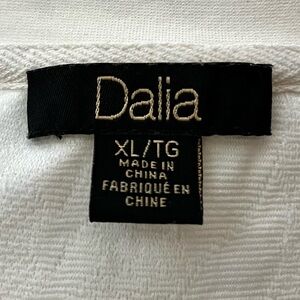 Dalia
XL/TG
MADE IN
CHINA
FABRIQUÉ EN
CHINE